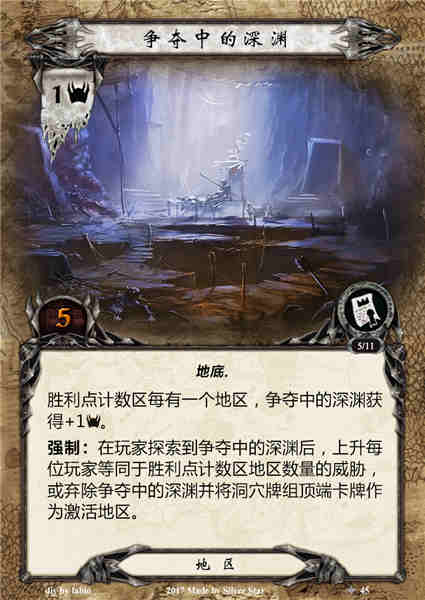 争夺中的深渊
1
5
5/11
地底.
胜利点计数区每有一个地区，争夺中的深渊获
得+1。
强制：在玩家探索到争夺中的深渊后，上升每
位玩家等同于胜利点计数区地区数量的威胁，
或弃除争夺中的深渊并将洞穴牌组顶端卡牌作
为激活地区。
地区
diy by fabio 2017 Made by Silver Star 45